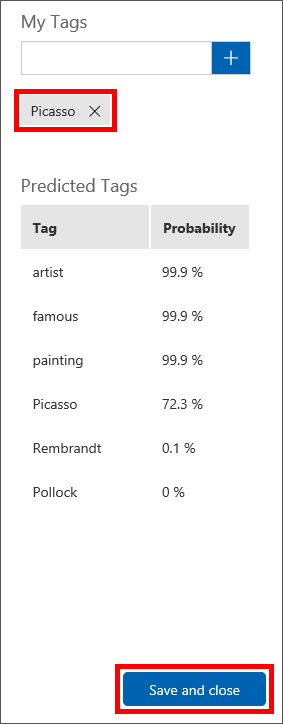 My Tags
+
Picasso ×
Predicted Tags
Tag Probability
artist 99.9 %
famous 99.9 %
painting 99.9 %
Picasso 72.3 %
Rembrandt 0.1 %
Pollock 0 %
Save and close